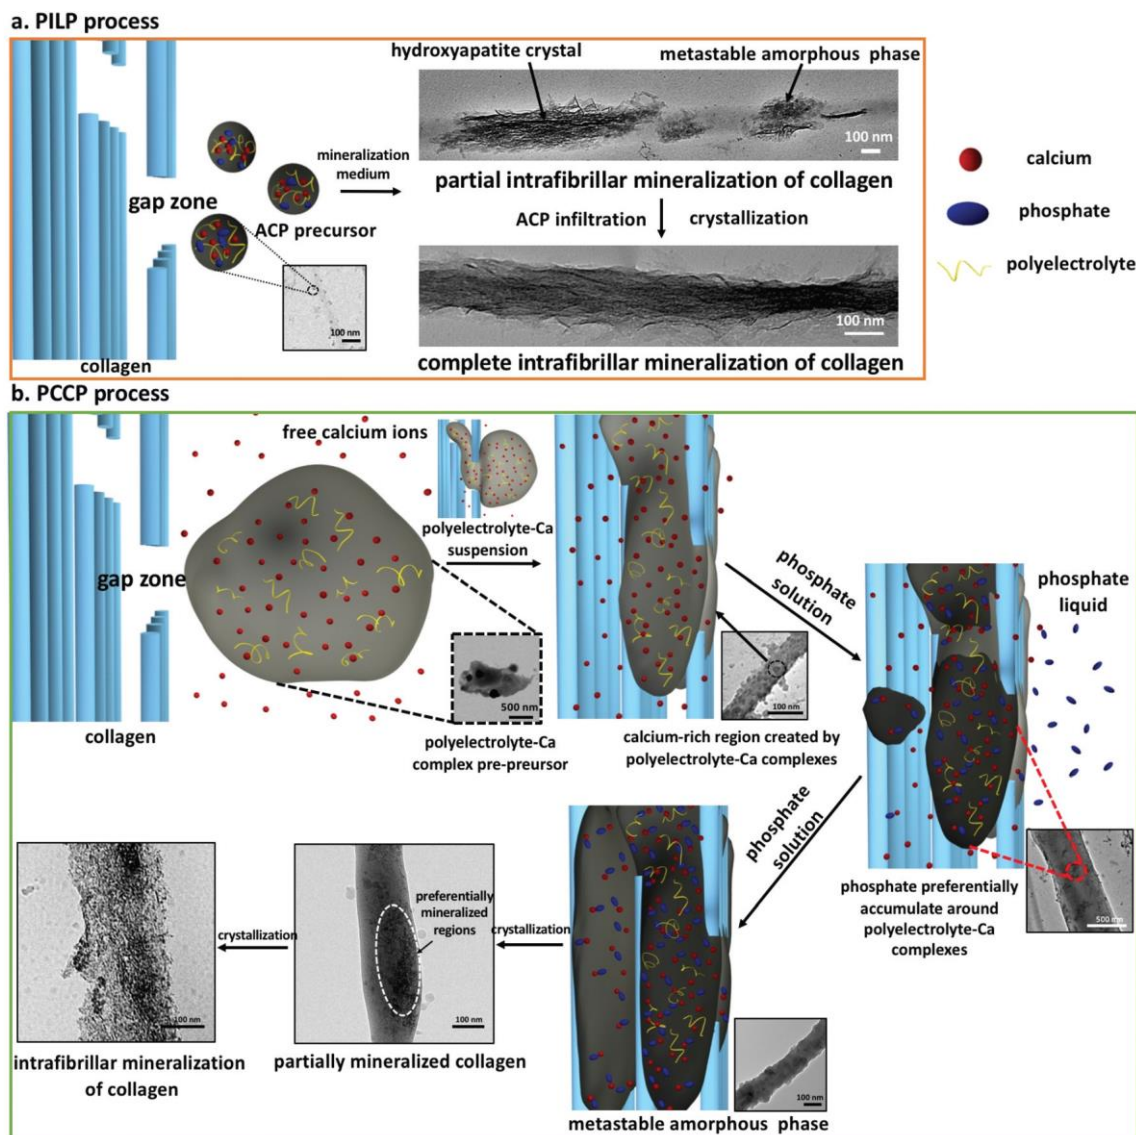 a. PILP process
hydroxyapatite crystal
metastable amorphous phase
100 nm
mineralization
medium
gap zone
ACP precursor
partial intrafibrillar mineralization of collagen
ACP infiltration
crystallization
100 nm
100 nm
collagen
complete intrafibrillar mineralization of collagen
calcium
phosphate
polyelectrolyte
b. PCCP process
free calcium ions
polyelectrolyte-Ca
suspension
gap zone
500 nm
collagen
polyelectrolyte-Ca
complex pre-preursor
100 nm
calcium-rich region created by
polyelectrolyte-Ca complexes
phosphate
solution
phosphate
liquid
500 nm
phosphate preferentially
accumulate around
polyelectrolyte-Ca
complexes
phosphate
solution
100 nm
metastable amorphous phase
crystallization
preferentially
mineralized
regions
100 nm
partially mineralized collagen
crystallization
100 nm
intrafibrillar mineralization
of collagen